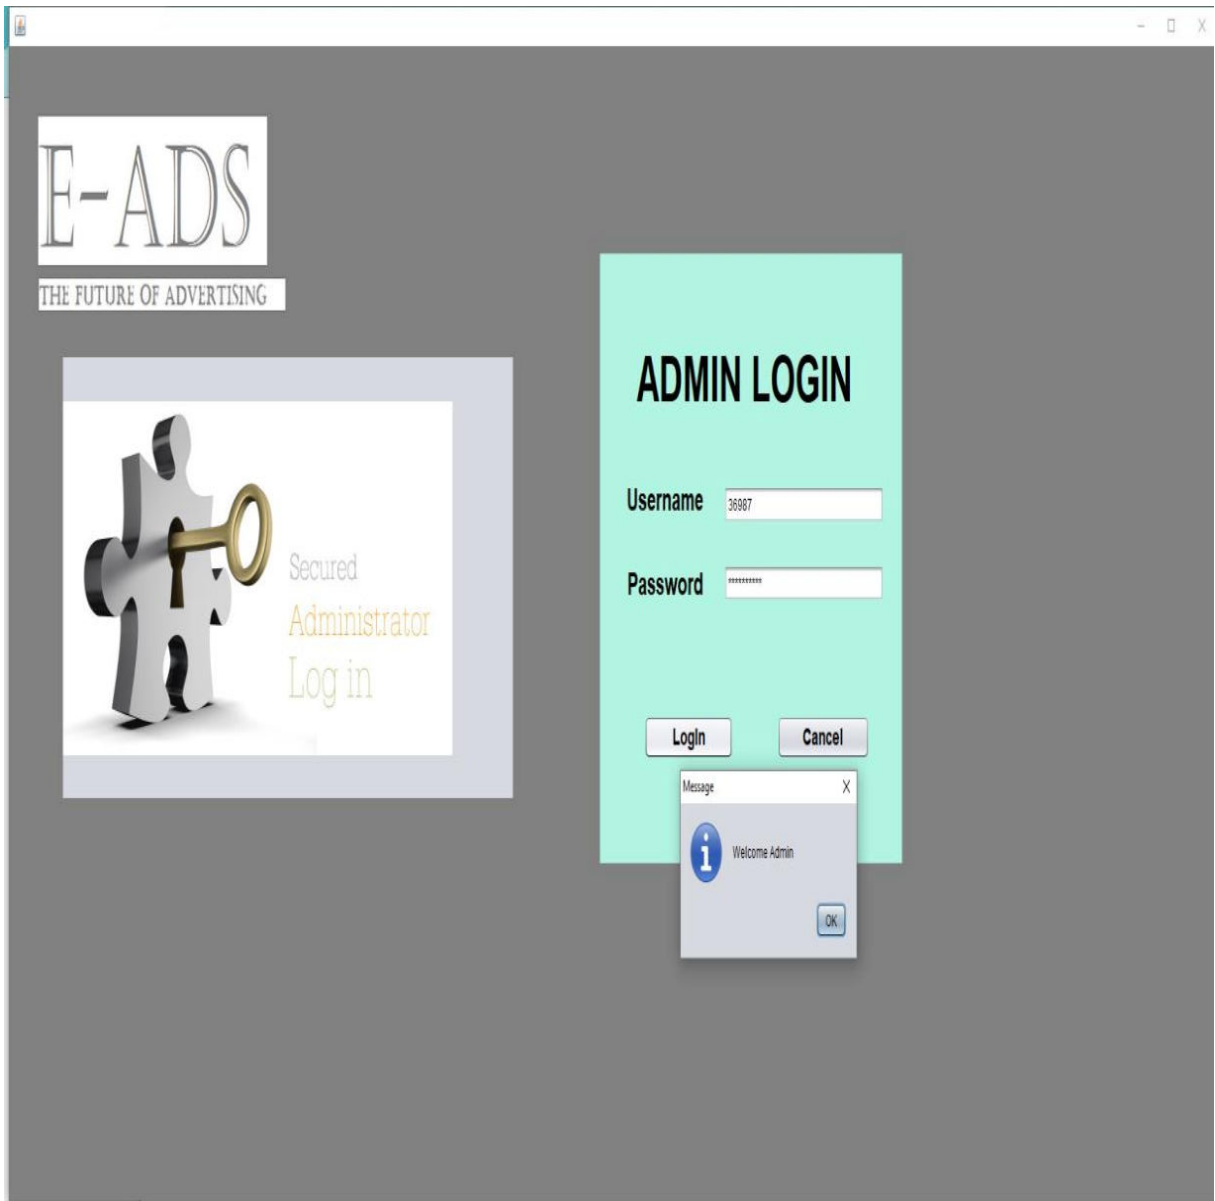 E-ADS
THE FUTURE OF ADVERTISING
Secured
Administrator
Log in
ADMIN LOGIN
Username 36987
Password **********
LogIn Cancel
Message X
i Welcome Admin
OK